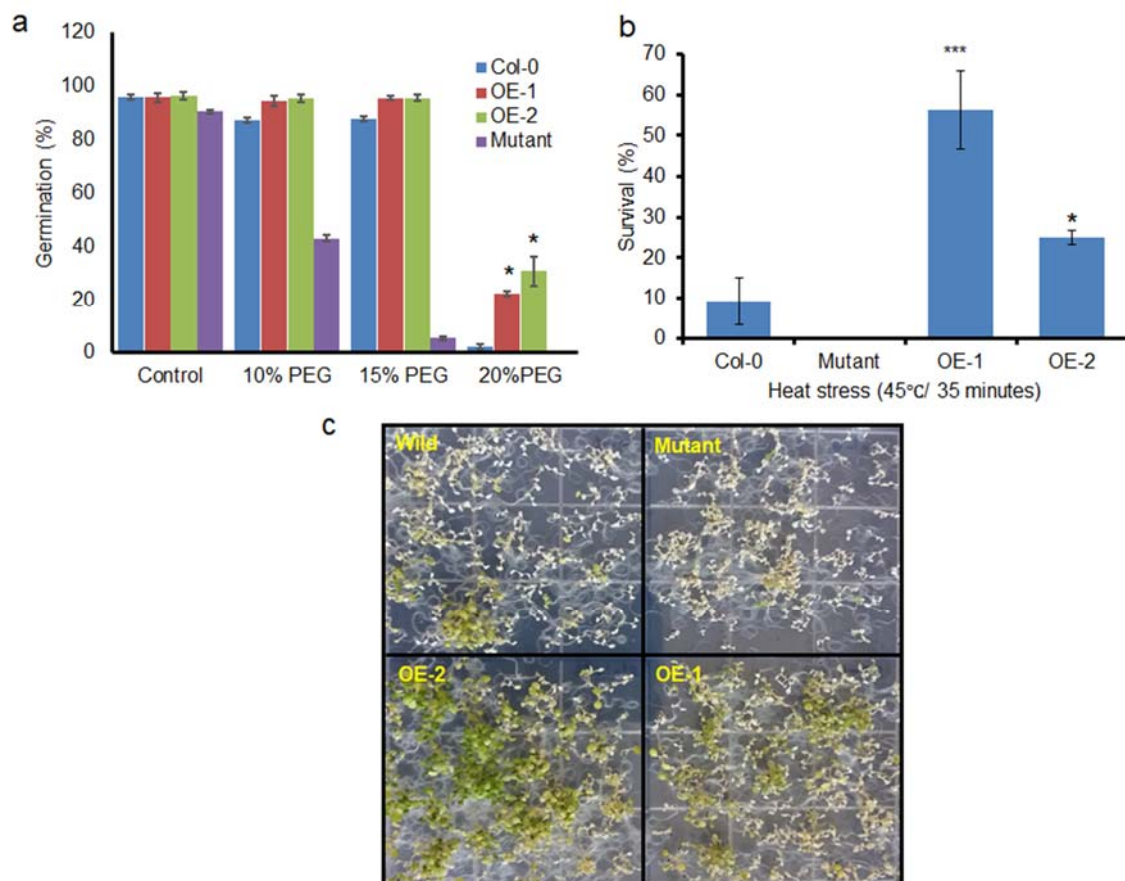 a
120
100
80
60
40
20
0
Germination (%)
Col-0
OE-1
OE-2
Mutant
* *
Control 10% PEG 15% PEG 20%PEG
b
70
60
50
40
30
20
10
0
Survival (%)
***
*
Col-0 Mutant OE-1 OE-2
Heat stress (45°C/ 35 minutes)
c
Wild Mutant
OE-2 OE-1